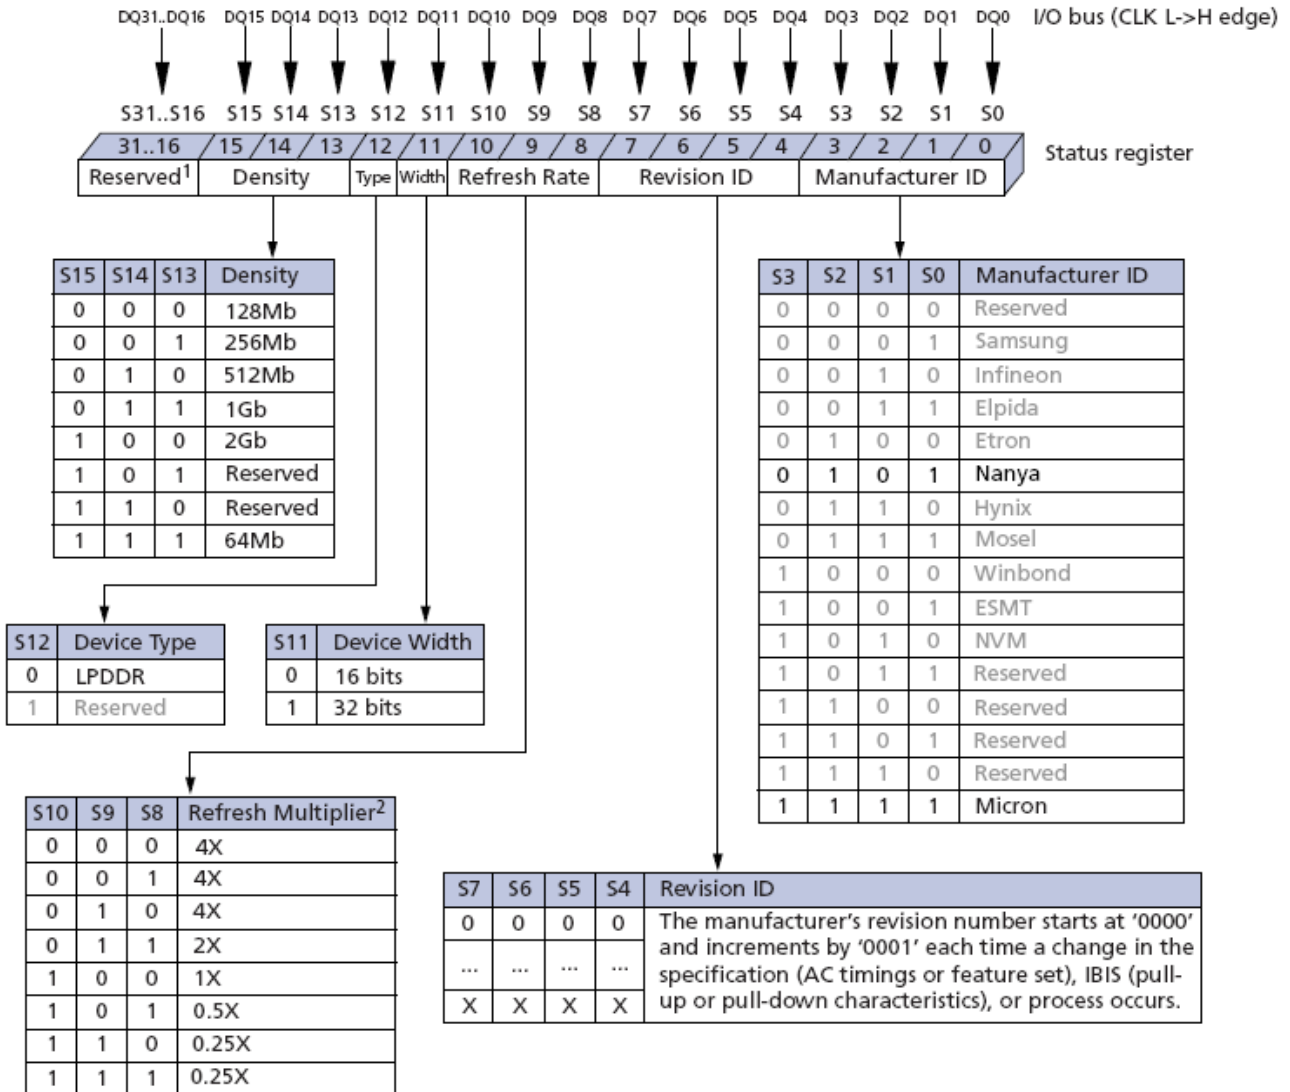 DQ31..DQ16 DQ15 DQ14 DQ13 DQ12 DQ11 DQ10 DQ9 DQ8 DQ7 DQ6 DQ5 DQ4 DQ3 DQ2 DQ1 DQ0 I/O bus (CLK L->H edge)
S31..S16 S15 S14 S13 S12 S11 S10 S9 S8 S7 S6 S5 S4 S3 S2 S1 S0
31..16 15 14 13 12 11 10 9 8 7 6 5 4 3 2 1 0 Status register
Reserved1 Density Type Width Refresh Rate Revision ID Manufacturer ID
S15 S14 S13 Density
0 0 0 128Mb
0 0 1 256Mb
0 1 0 512Mb
0 1 1 1Gb
1 0 0 2Gb
1 0 1 Reserved
1 1 0 Reserved
1 1 1 64Mb
S3 S2 S1 S0 Manufacturer ID
0 0 0 0 Reserved
0 0 0 1 Samsung
0 0 1 0 Infineon
0 0 1 1 Elpida
0 1 0 0 Etron
0 1 0 1 Nanya
0 1 1 0 Hynix
0 1 1 1 Mosel
1 0 0 0 Winbond
1 0 0 1 ESMT
1 0 1 0 NVM
1 0 1 1 Reserved
1 1 0 0 Reserved
1 1 0 1 Reserved
1 1 1 0 Reserved
1 1 1 1 Micron
S12 Device Type
0 LPDDR
1 Reserved
S11 Device Width
0 16 bits
1 32 bits
S10 S9 S8 Refresh Multiplier2
0 0 0 4X
0 0 1 4X
0 1 0 4X
0 1 1 2X
1 0 0 1X
1 0 1 0.5X
1 1 0 0.25X
1 1 1 0.25X
S7 S6 S5 S4 Revision ID
0 0 0 0
... ... ... ...
X X X X
The manufacturer’s revision number starts at ‘0000’
and increments by ‘0001’ each time a change in the
specification (AC timings or feature set), IBIS (pull-
up or pull-down characteristics), or process occurs.